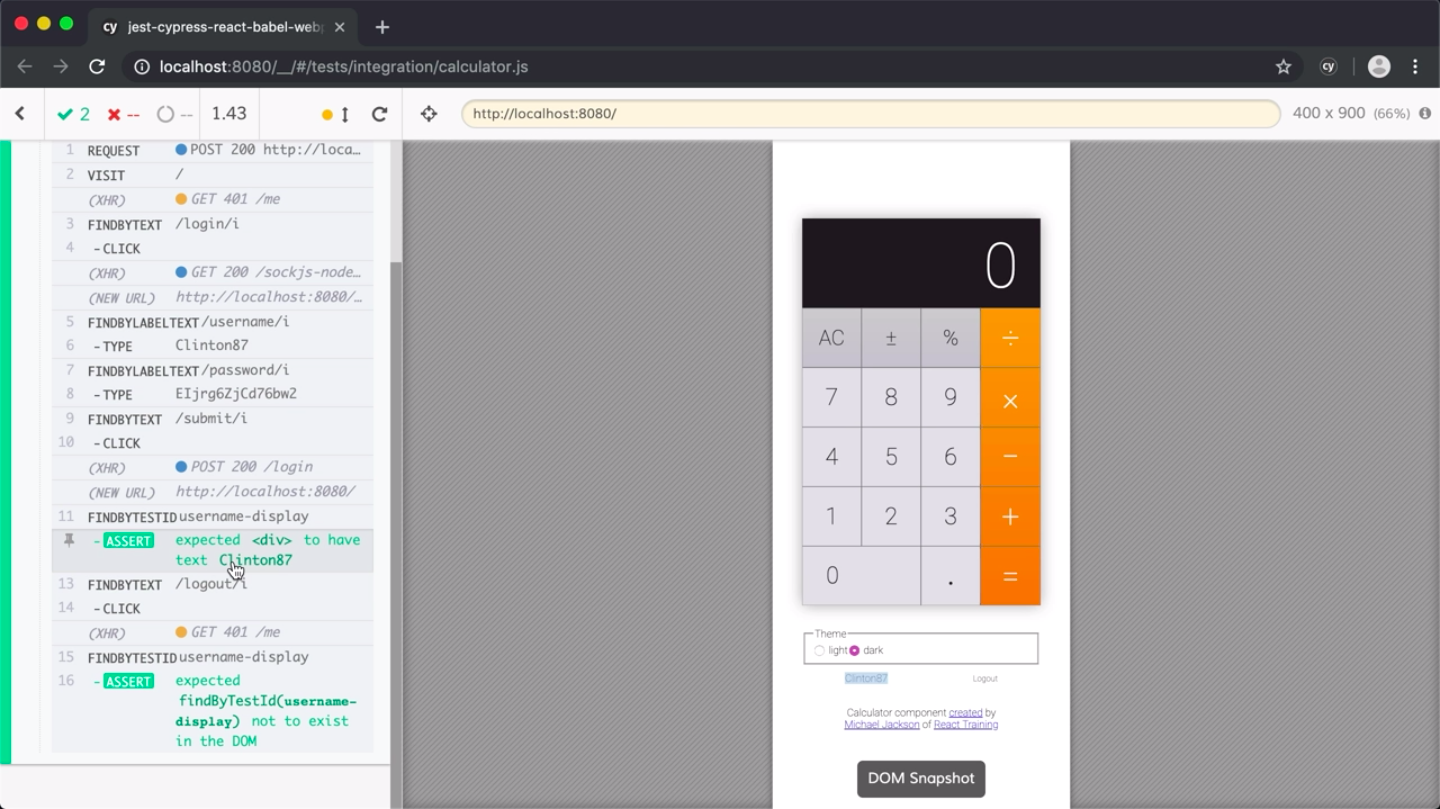 cy jest-cypress-react-babel-web
localhost:8080/__/#/tests/integration/calculator.js
cy
2 -- -- 1.43 http://localhost:8080/ 400 x 900 (66%)
1 REQUEST POST 200 http://loca…
2 VISIT /
(XHR) GET 401 /me
3 FINDBYTEXT /login/i
4 -CLICK
(XHR) GET 200 /sockjs-node…
(NEW URL) http://localhost:8080/…
5 FINDBYLABELTEXT /username/i
6 -TYPE Clinton87
7 FINDBYLABELTEXT /password/i
8 -TYPE EIjrg6ZjCd76bw2
9 FINDBYTEXT /submit/i
10 -CLICK
(XHR) POST 200 /login
(NEW URL) http://localhost:8080/
11 FINDBYTESTID username-display
-ASSERT expected <div> to have
text Clinton87
13 FINDBYTEXT /logout/i
14 -CLICK
(XHR) GET 401 /me
15 FINDBYTESTID username-display
16 -ASSERT expected
findByTestId(username-
display) not to exist
in the DOM
0
AC ± % ÷
7 8 9 ×
4 5 6 −
1 2 3 +
0 . =
Theme
light dark
Clinton87 Logout
Calculator component created by
Michael Jackson of React Training
DOM Snapshot